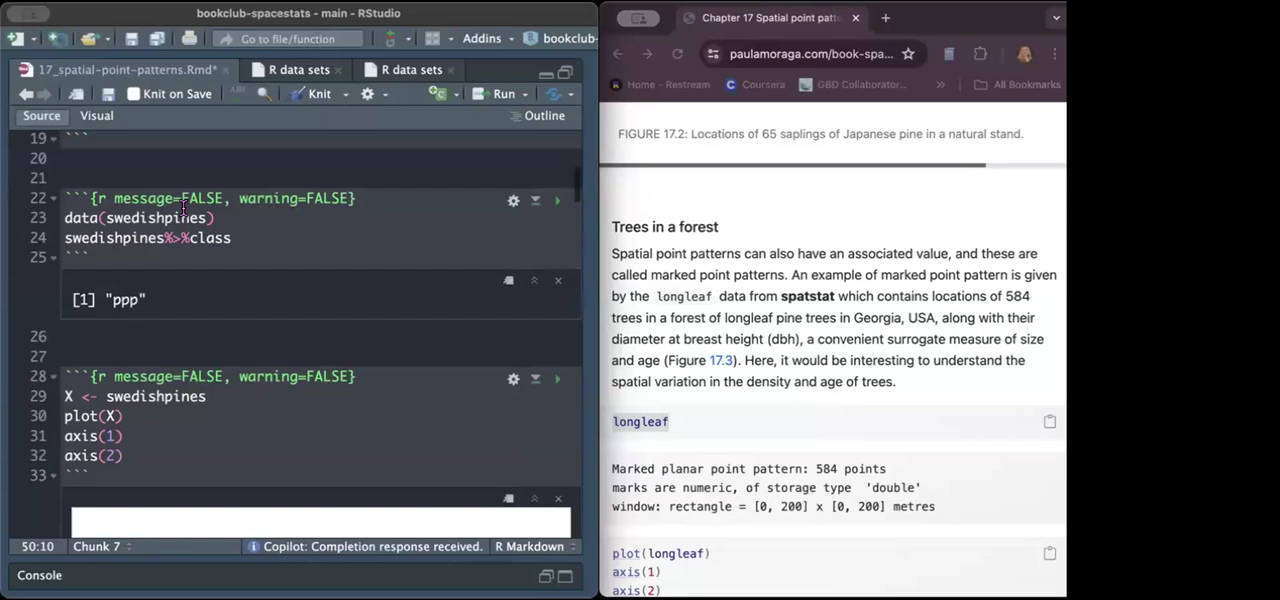 bookclub-spacestats - main - RStudio
Go to file/function
Addins
bookclub-
17_spatial-point-patterns.Rmd*
R data sets
R data sets
Knit on Save
ABC
Knit
Run
Source
Visual
Outline
19 ```
20
21
22 ```{r message=FALSE, warning=FALSE}
23 data(swedishpines)
24 swedishpines%>%class
25 ```
[1] "ppp"
26
27
28 ```{r message=FALSE, warning=FALSE}
29 X <- swedishpines
30 plot(X)
31 axis(1)
32 axis(2)
33 ```
50:10
Chunk 7
Copilot: Completion response received.
R Markdown
Console
Chapter 17 Spatial point patt
paulamoraga.com/book-spa...
Home - Restream
Coursera
GBD Collaborator...
All Bookmarks
FIGURE 17.2: Locations of 65 saplings of Japanese pine in a natural stand.
Trees in a forest
Spatial point patterns can also have an associated value, and these are
called marked point patterns. An example of marked point pattern is given
by the longleaf data from spatstat which contains locations of 584
trees in a forest of longleaf pine trees in Georgia, USA, along with their
diameter at breast height (dbh), a convenient surrogate measure of size
and age (Figure 17.3). Here, it would be interesting to understand the
spatial variation in the density and age of trees.
longleaf
Marked planar point pattern: 584 points
marks are numeric, of storage type 'double'
window: rectangle = [0, 200] x [0, 200] metres
plot(longleaf)
axis(1)
axis(2)